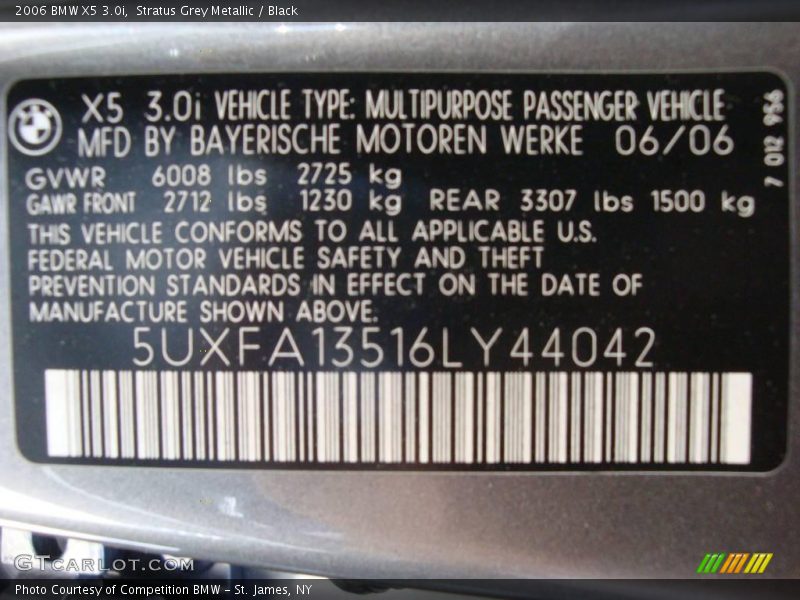 2006 BMW X5 3.0i, Stratus Grey Metallic / Black
X5 3.0i VEHICLE TYPE: MULTIPURPOSE PASSENGER VEHICLE
MFD BY BAYERISCHE MOTOREN WERKE 06/06
7 012 956
GVWR 6008 lbs 2725 kg
GAWR FRONT 2712 lbs 1230 kg REAR 3307 lbs 1500 kg
THIS VEHICLE CONFORMS TO ALL APPLICABLE U.S.
FEDERAL MOTOR VEHICLE SAFETY AND THEFT
PREVENTION STANDARDS IN EFFECT ON THE DATE OF
MANUFACTURE SHOWN ABOVE.
5UXFA13516LY44042
GTCARLOT.COM
Photo Courtesy of Competition BMW - St. James, NY